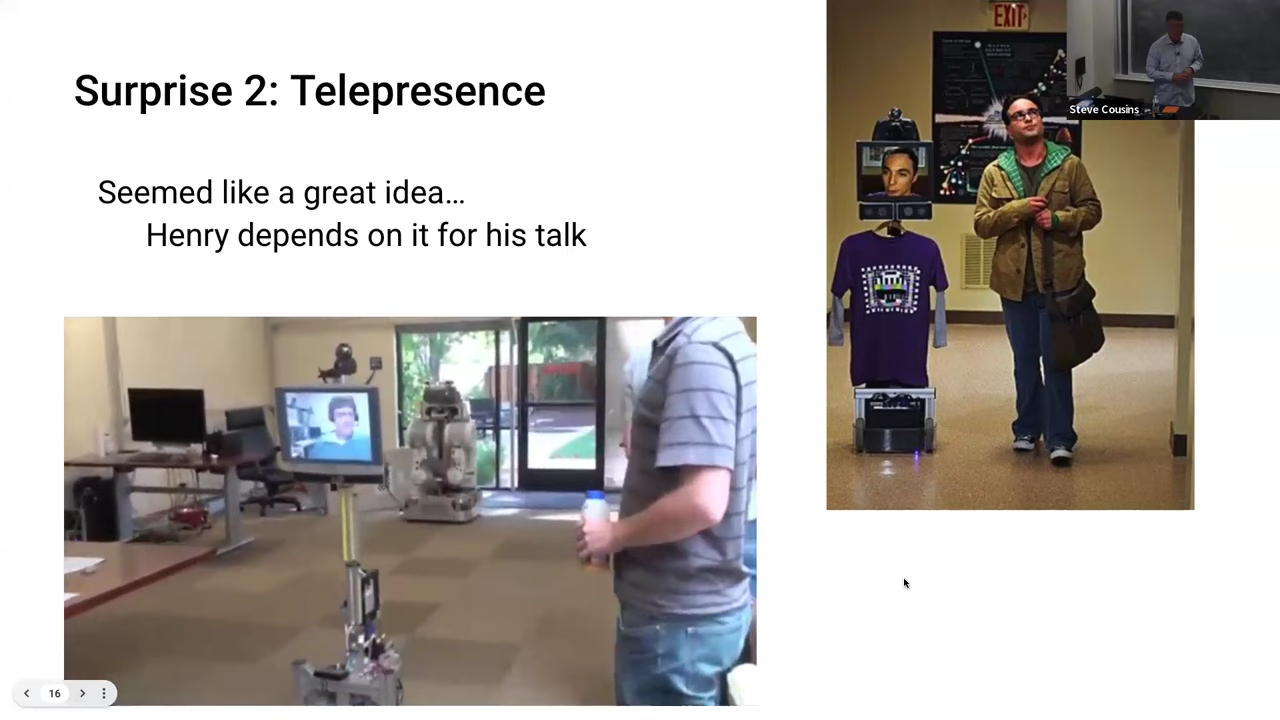 Surprise 2: Telepresence
Seemed like a great idea…
Henry depends on it for his talk
EXIT
Steve Cousins
16